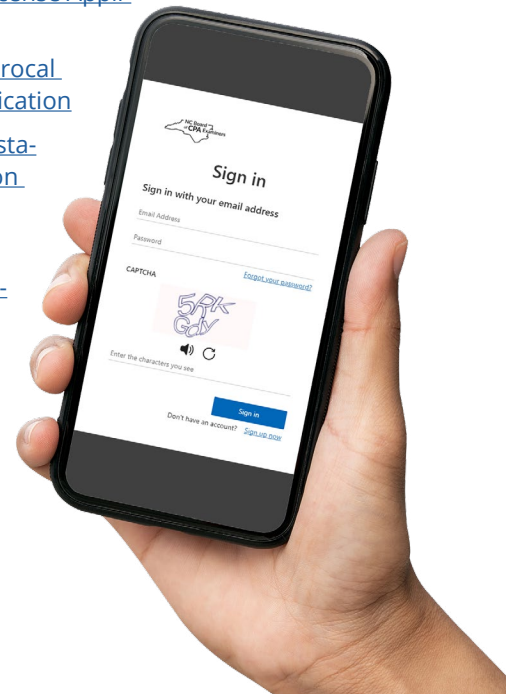 rocal
ication
sta-
on
-
NC Board
of CPA Examiners
Sign in
Sign in with your email address
Email Address
Password
Forgot your password?
CAPTCHA
5RK
Gdy
Enter the characters you see
Sign in
Don't have an account? Sign up now